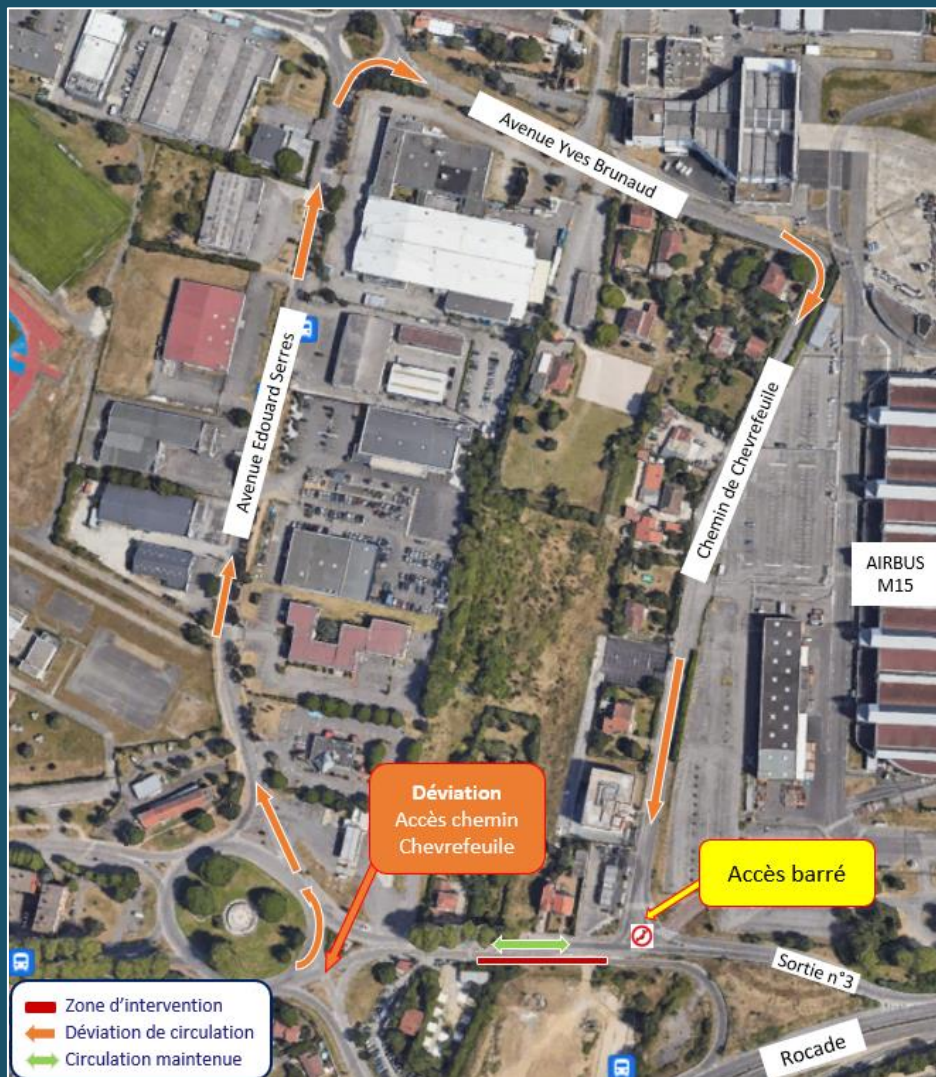 Avenue Yves Brunaud
Avenue Edouard Serres
Chemin de Chevrefeuile
AIRBUS
M15
Déviation
Accès chemin
Chevrefeuile
Accès barré
Sortie n°3
Rocade
Zone d'intervention
Déviation de circulation
Circulation maintenue